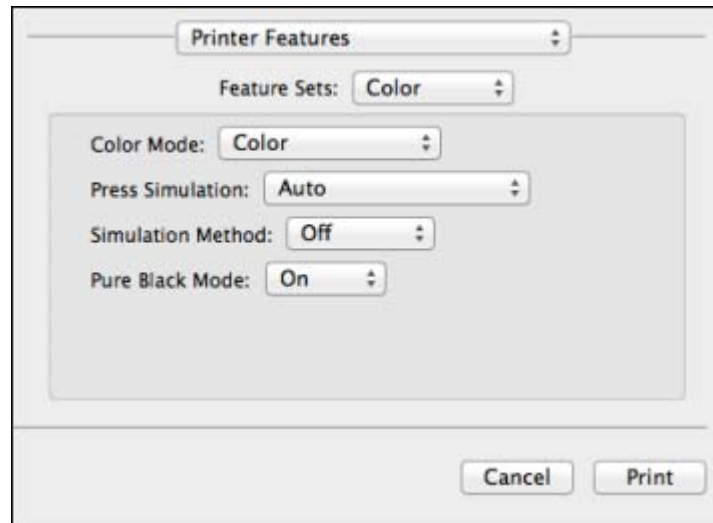 Printer Features
Feature Sets: Color
Color Mode: Color
Press Simulation: Auto
Simulation Method: Off
Pure Black Mode: On
Cancel Print